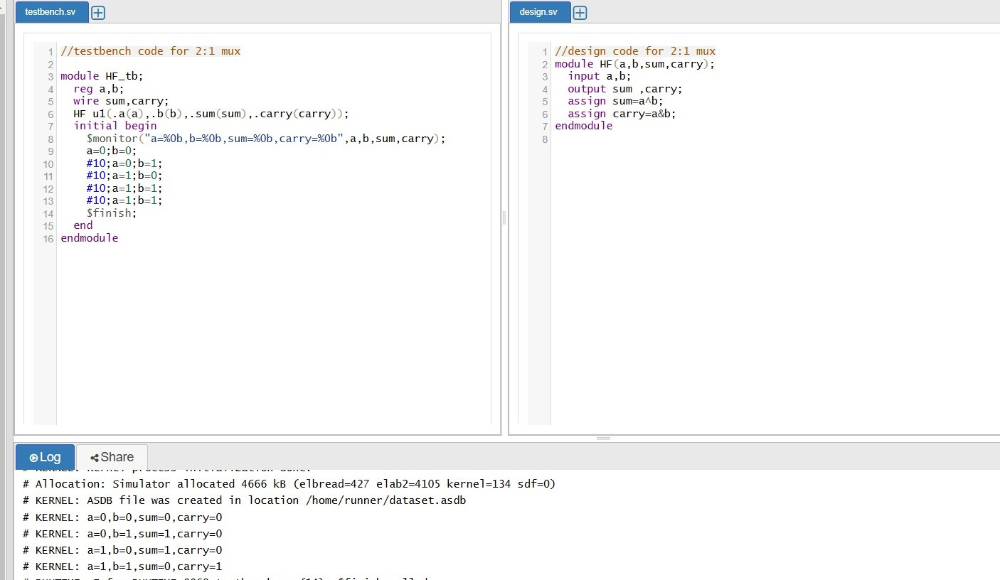 testbench.sv
1 //testbench code for 2:1 mux
2
3 module HF_tb;
4 reg a,b;
5 wire sum,carry;
6 HF u1(.a(a),.b(b),.sum(sum),.carry(carry));
7 initial begin
8 $monitor("a=%0b,b=%0b,sum=%0b,carry=%0b",a,b,sum,carry);
9 a=0;b=0;
10 #10;a=0;b=1;
11 #10;a=1;b=0;
12 #10;a=1;b=1;
13 #10;a=1;b=1;
14 $finish;
15 end
16 endmodule
design.sv
1 //design code for 2:1 mux
2 module HF(a,b,sum,carry);
3 input a,b;
4 output sum ,carry;
5 assign sum=a^b;
6 assign carry=a&b;
7 endmodule
8
Log
Share
# KERNEL: Kernel process initialization done.
# Allocation: Simulator allocated 4666 kB (elbread=427 elab2=4105 kernel=134 sdf=0)
# KERNEL: ASDB file was created in location /home/runner/dataset.asdb
# KERNEL: a=0,b=0,sum=0,carry=0
# KERNEL: a=0,b=1,sum=1,carry=0
# KERNEL: a=1,b=0,sum=1,carry=0
# KERNEL: a=1,b=1,sum=0,carry=1